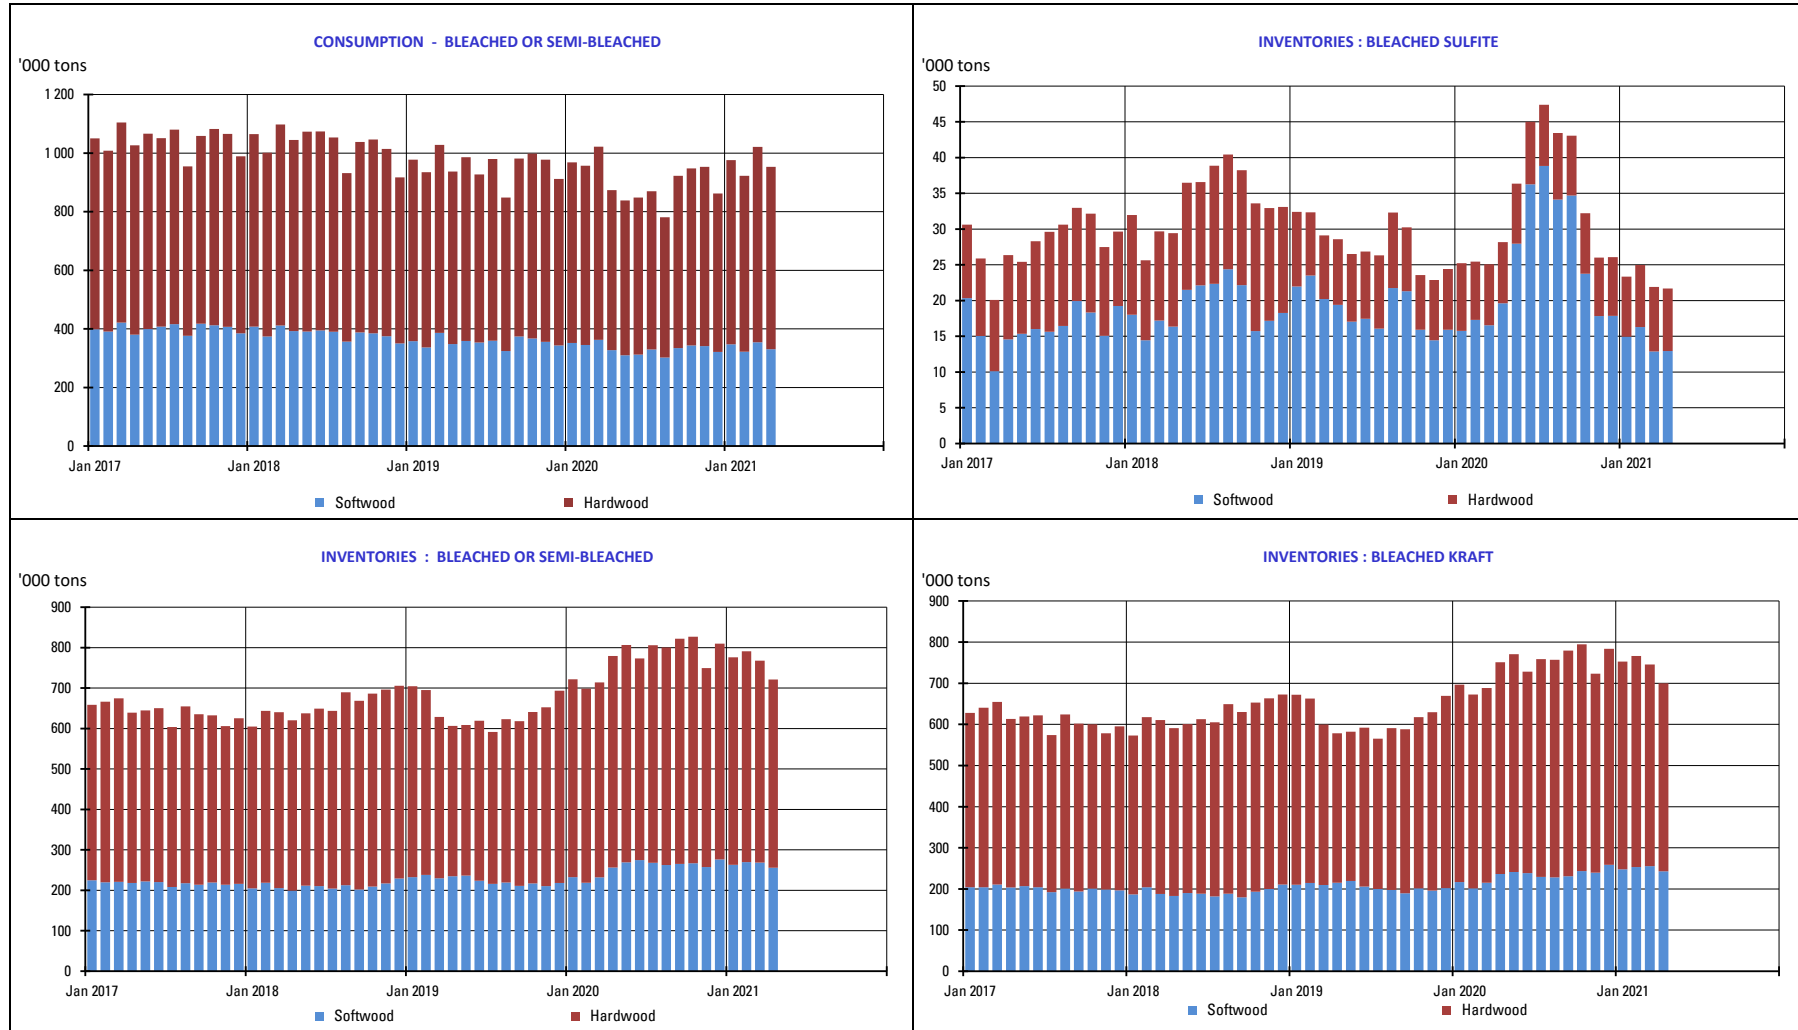 CONSUMPTION - BLEACHED OR SEMI-BLEACHED
'000 tons
1 200
1 000
800
600
400
200
0
Jan 2017 Jan 2018 Jan 2019 Jan 2020 Jan 2021
Softwood Hardwood
INVENTORIES : BLEACHED SULFITE
'000 tons
50
45
40
35
30
25
20
15
10
5
0
Jan 2017 Jan 2018 Jan 2019 Jan 2020 Jan 2021
Softwood Hardwood
INVENTORIES : BLEACHED OR SEMI-BLEACHED
'000 tons
900
800
700
600
500
400
300
200
100
0
Jan 2017 Jan 2018 Jan 2019 Jan 2020 Jan 2021
Softwood Hardwood
INVENTORIES : BLEACHED KRAFT
'000 tons
900
800
700
600
500
400
300
200
100
0
Jan 2017 Jan 2018 Jan 2019 Jan 2020 Jan 2021
Softwood Hardwood